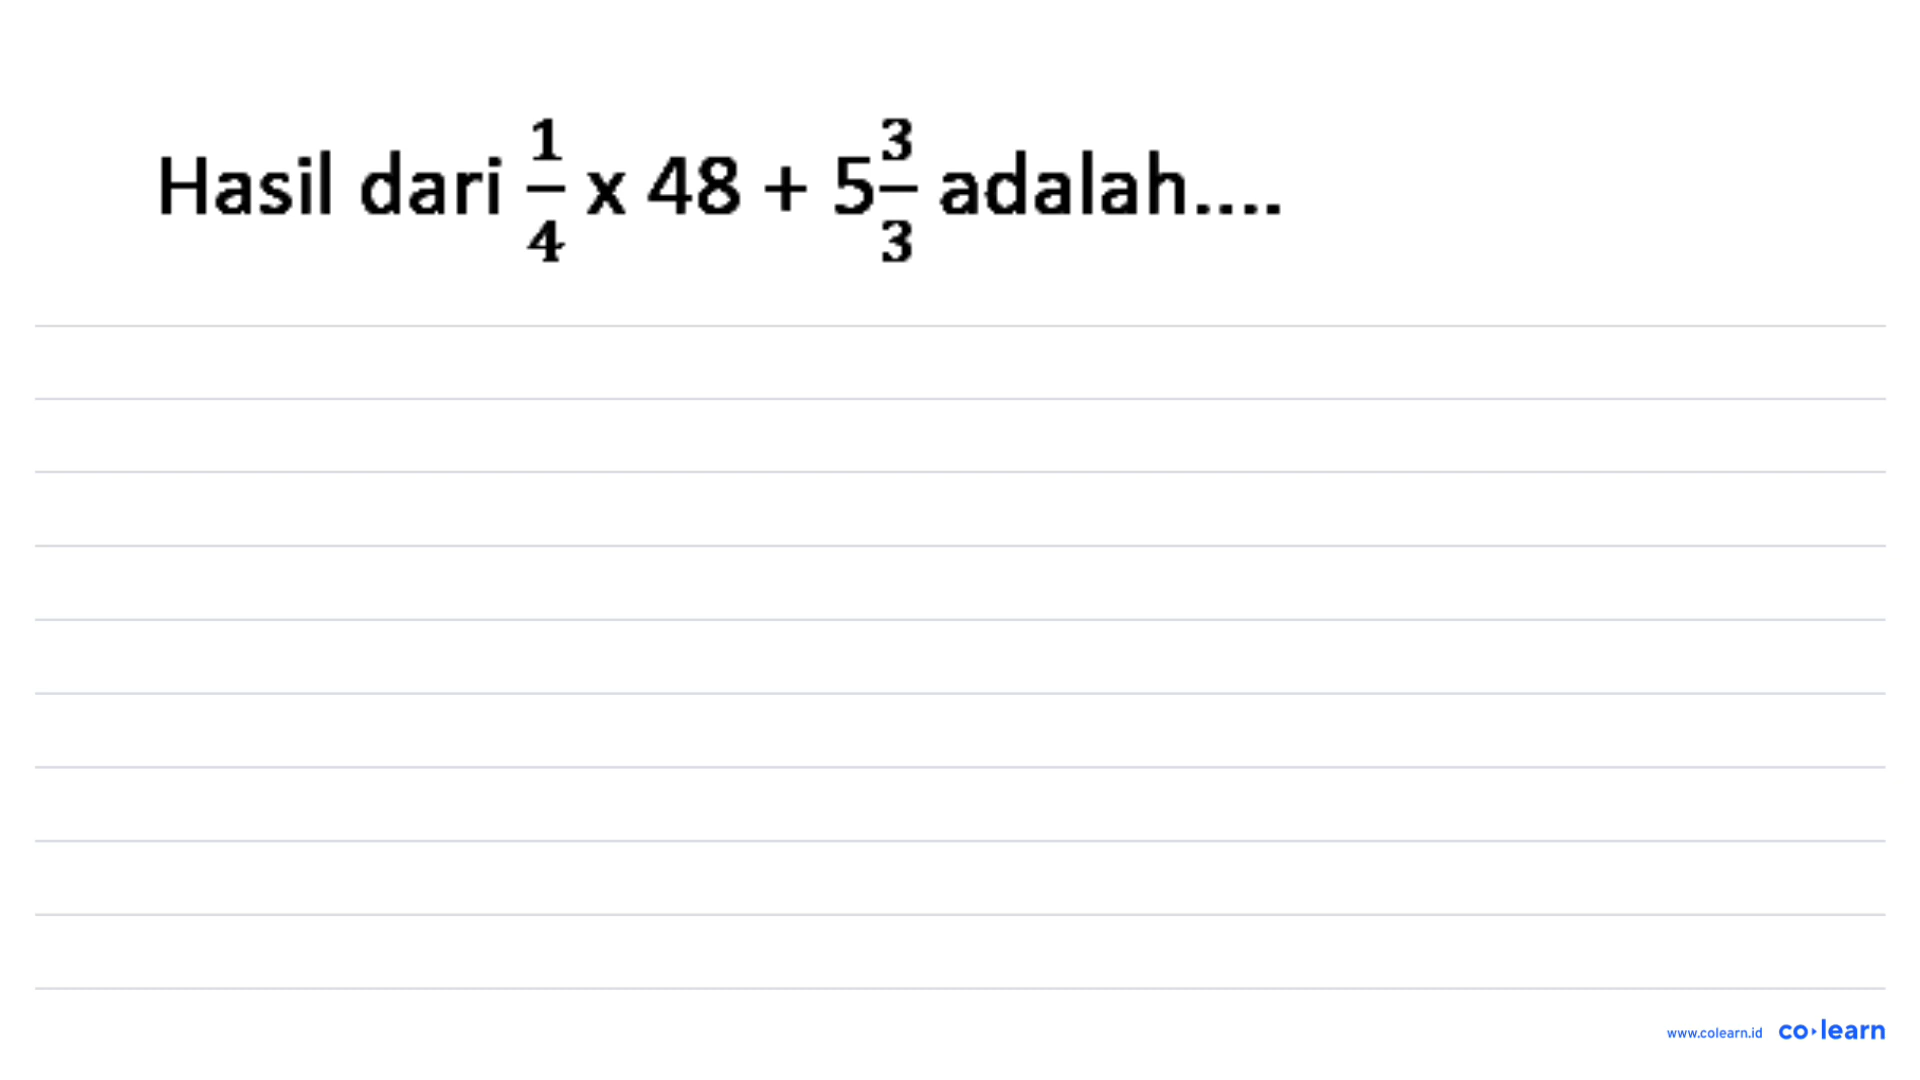 Hasil dari 1/4 x 48 + 5 3/3 adalah....
www.colearn.id co learn